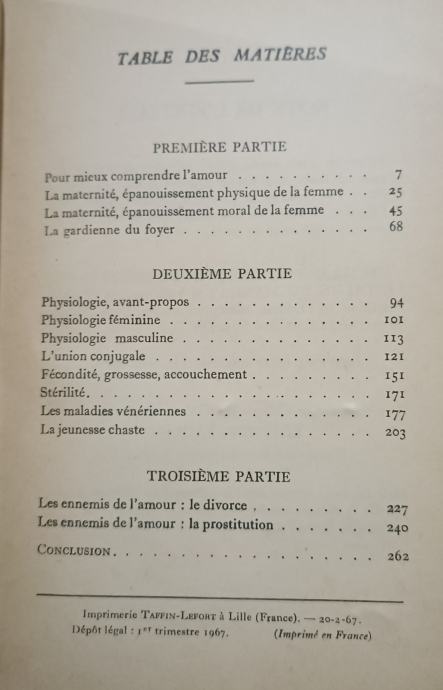 TABLE DES MATIÈRES
PREMIÈRE PARTIE
Pour mieux comprendre l'amour . . . . . . . . . . 7
La maternité, épanouissement physique de la femme . . 25
La maternité, épanouissement moral de la femme . . . 45
La gardienne du foyer . . . . . . . . . . . . . 68
DEUXIÈME PARTIE
Physiologie, avant-propos . . . . . . . . . . . . 94
Physiologie féminine . . . . . . . . . . . . . . 101
Physiologie masculine . . . . . . . . . . . . . 113
L'union conjugale . . . . . . . . . . . . . . . 121
Fécondité, grossesse, accouchement . . . . . . . . . 151
Stérilité. . . . . . . . . . . . . . . . . . . 171
Les maladies vénériennes . . . . . . . . . . . . 177
La jeunesse chaste . . . . . . . . . . . . . . . 203
TROISIÈME PARTIE
Les ennemis de l'amour : le divorce . . . . . . . . . 227
Les ennemis de l'amour : la prostitution . . . . . . . 240
CONCLUSION. . . . . . . . . . . . . . . . . . 262
Imprimerie TAFFIN-LEFORT à Lille (France). — 20-2-67.
Dépôt légal : 1er trimestre 1967. (Imprimé en France)